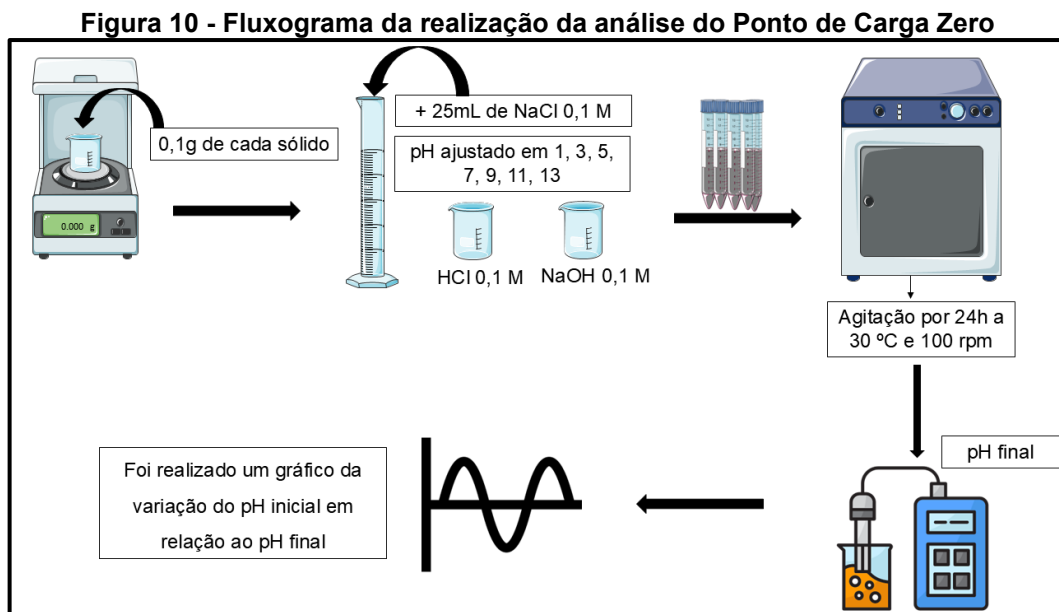 Figura 10 - Fluxograma da realização da análise do Ponto de Carga Zero
0,1g de cada sólido
0.000 g
+ 25mL de NaCl 0,1 M
pH ajustado em 1, 3, 5,
7, 9, 11, 13
HCl 0,1 M
NaOH 0,1 M
Agitação por 24h a
30 ºC e 100 rpm
pH final
Foi realizado um gráfico da
variação do pH inicial em
relação ao pH final